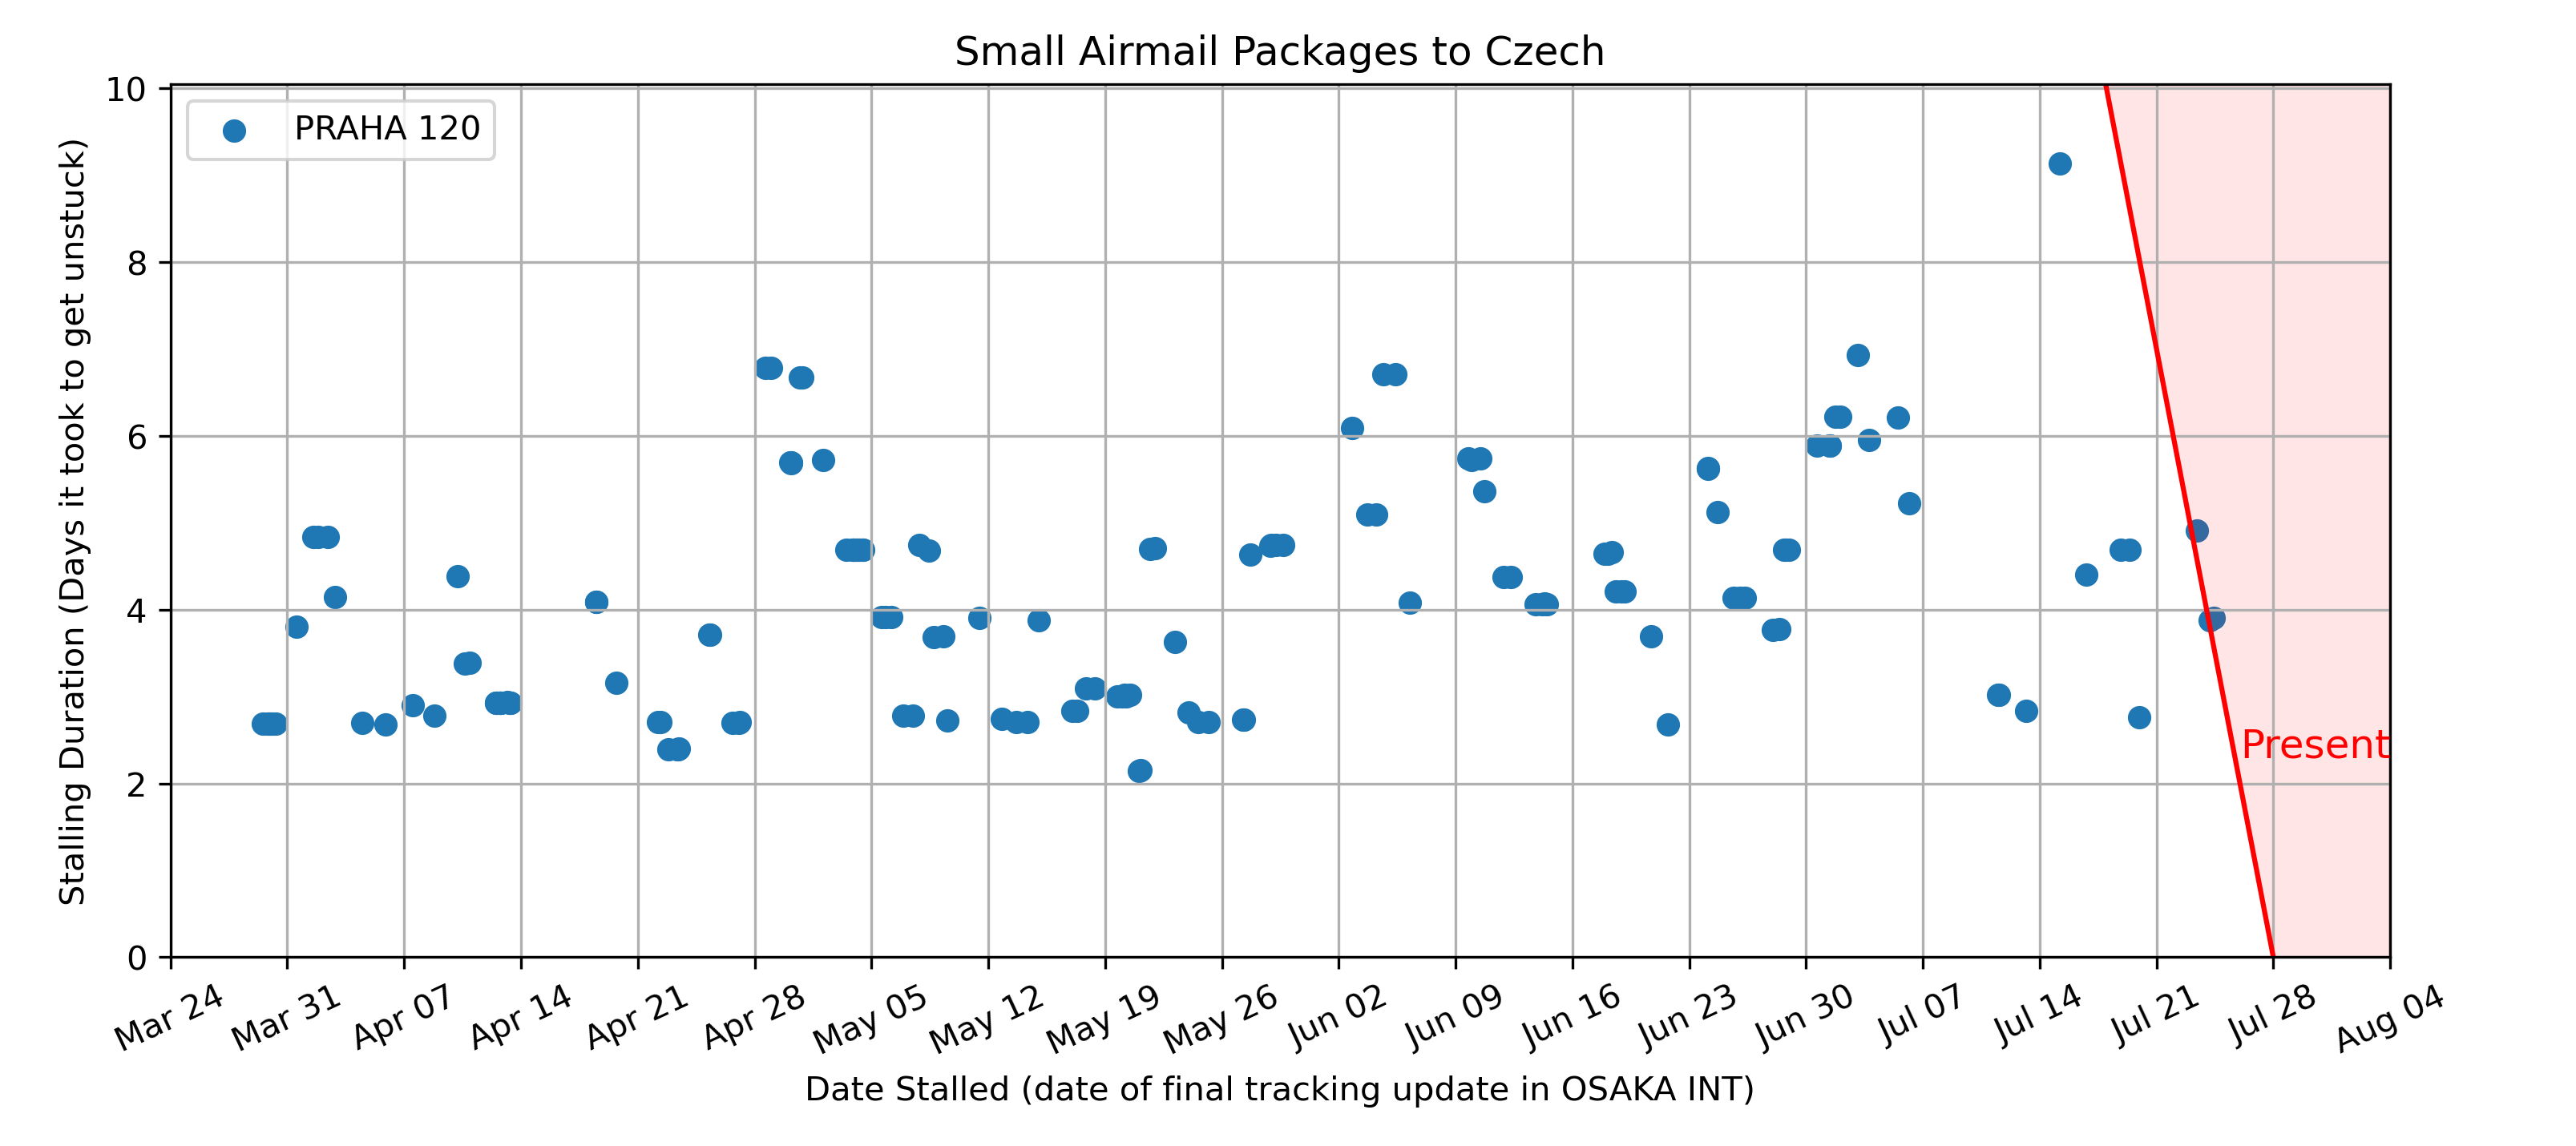 Small Airmail Packages to Czech
PRAHA 120
Stalling Duration (Days it took to get unstuck)
10
8
6
4
2
0
Present
Mar 24 Mar 31 Apr 07 Apr 14 Apr 21 Apr 28 May 05 May 12 May 19 May 26 Jun 02 Jun 09 Jun 16 Jun 23 Jun 30 Jul 07 Jul 14 Jul 21 Jul 28 Aug 04
Date Stalled (date of final tracking update in OSAKA INT)